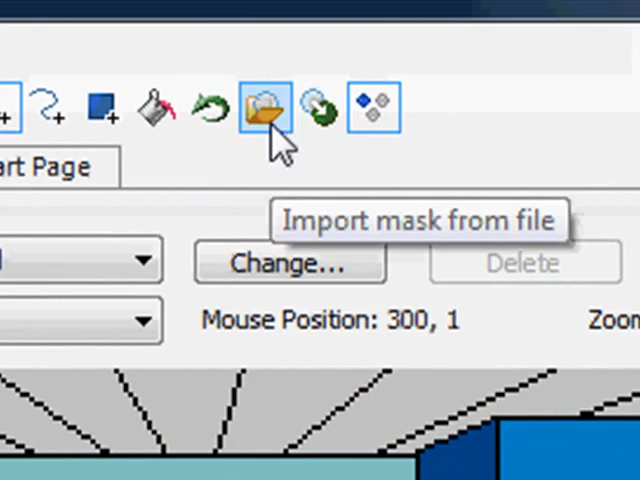 art Page
Import mask from file
Change...
Delete
Mouse Position: 300, 1
Zoom